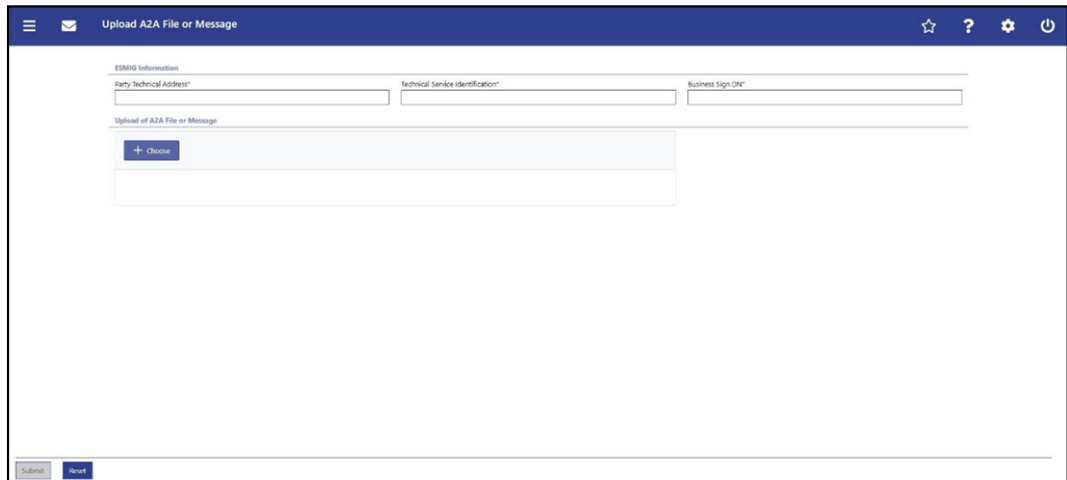 Upload A2A File or Message
?
ESMIG Information
Party Technical Address* Technical Service Identification* Business Sign DN*
Upload of A2A File or Message
+ Choose
Submit Reset